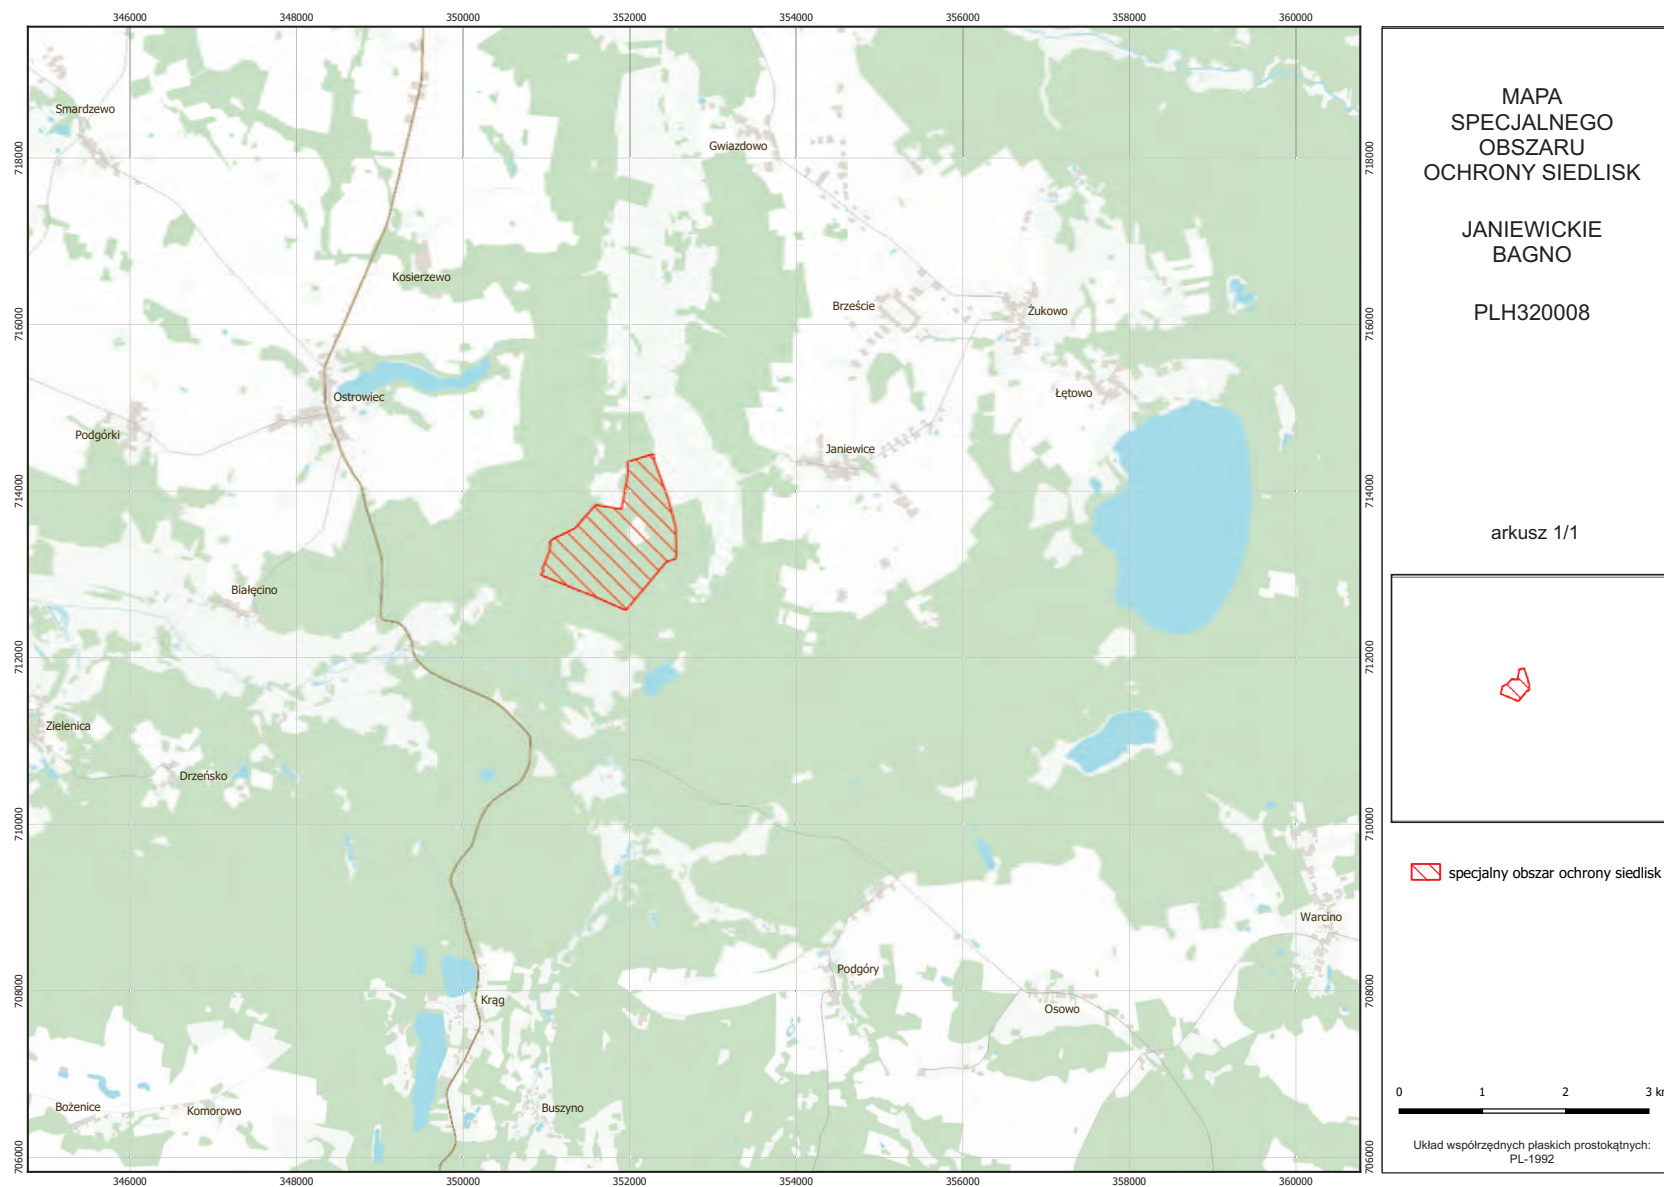 346000
348000
350000
352000
354000
356000
358000
360000
Smardzewo
Gwiazdowo
718000
718000
Kosierzewo
Brzeście
Żukowo
716000
716000
Ostrowiec
Łętowo
Podgórki
Janiewice
714000
714000
Białęcino
712000
712000
Zielenica
Drzeńsko
710000
710000
Warcino
Podgóry
708000
708000
Krąg
Osowo
Bożenice
Komorowo
Buszyno
706000
706000
346000
348000
350000
352000
354000
356000
358000
360000
MAPA
SPECJALNEGO
OBSZARU
OCHRONY SIEDLISK
JANIEWICKIE
BAGNO
PLH320008
arkusz 1/1
specjalny obszar ochrony siedlisk
0 1 2 3 km
Układ współrzędnych płaskich prostokątnych:
PL-1992